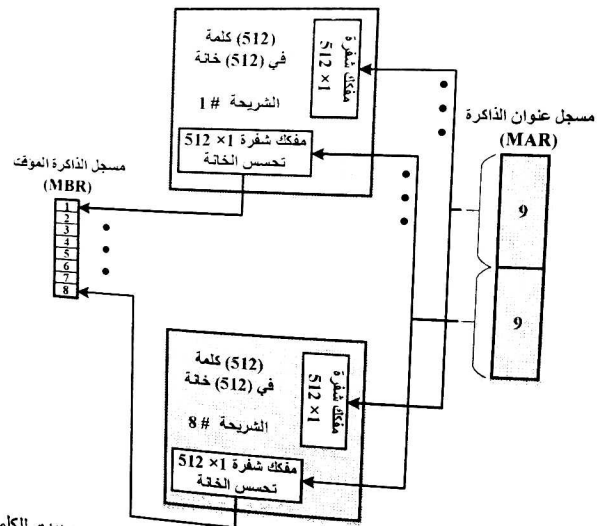 (512) كلمة
في (512) خانة
الشريحة # 1
مفكك شفرة
512 ×1
مفكك شفرة 1× 512
تحسس الخانة
مسجل عنوان الذاكرة
(MAR)
9
9
مسجل الذاكرة المؤقت
(MBR)
1
2
3
4
5
6
7
8
(512) كلمة
في (512) خانة
الشريحة # 8
مفكك شفرة
512 ×1
مفكك شفرة 1× 512
تحسس الخانة